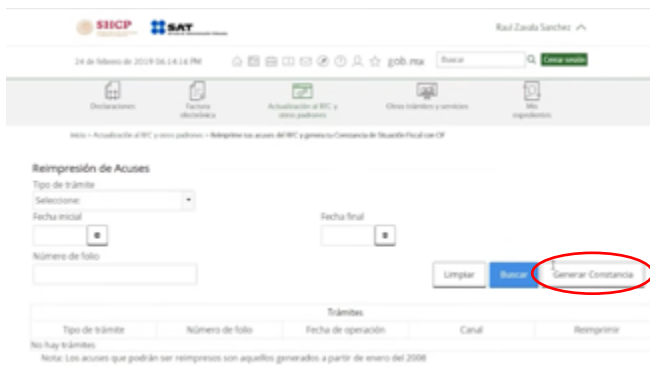 SHCP
SAT
Raul Zavala Sanchez
24 de febrero de 2019 06:14:14 PM
gob.mx
Buscar
Cerrar sesión
Declaraciones
Factura electrónica
Actualización al RFC y otros padrones
Otros trámites y servicios
Mis expedientes
Inicio > Actualización al RFC y otros padrones > Reimprime tus acuses del RFC y genera tu Constancia de Situación Fiscal con CIF
Reimpresión de Acuses
Tipo de trámite
Seleccione:
Fecha inicial
Fecha final
Número de folio
Limpiar
Buscar
Generar Constancia
Trámites
Tipo de trámite
Número de folio
Fecha de operación
Canal
Reimprimir
No hay trámites
Nota: Los acuses que podrán ser reimpresos son aquellos generados a partir de enero del 2008